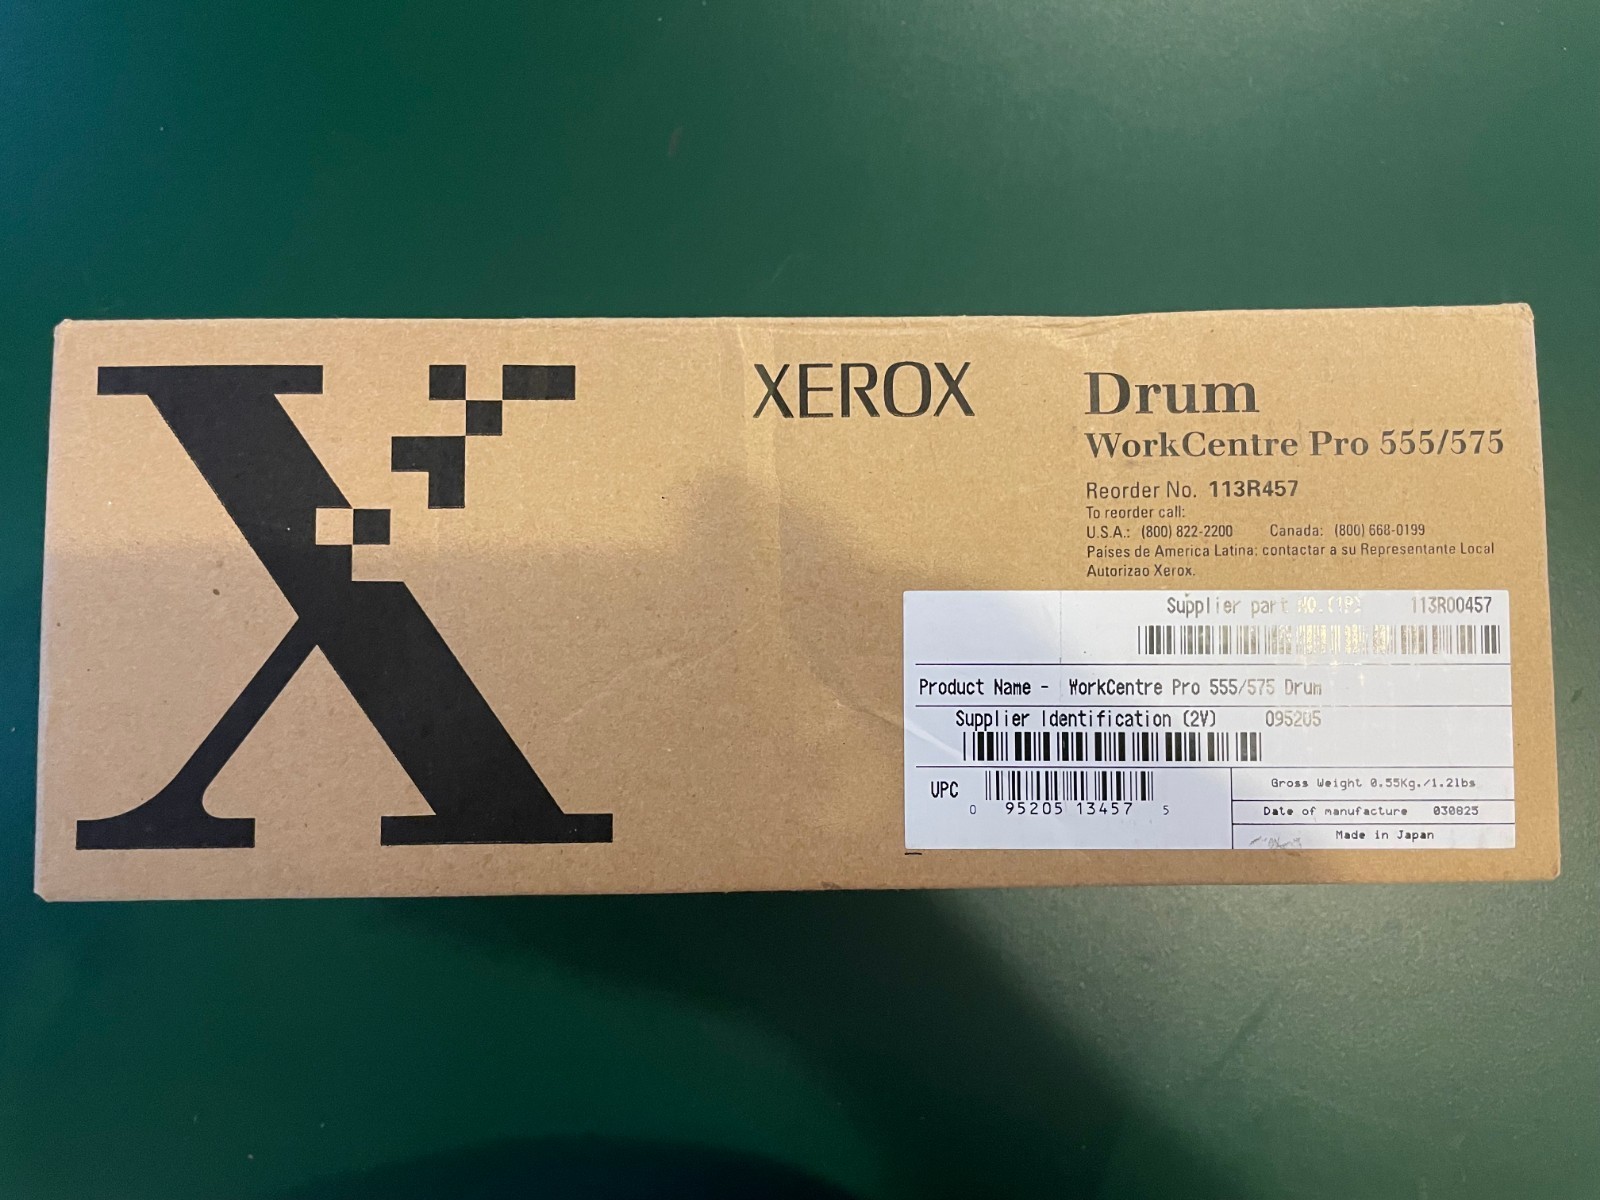 XEROX
Drum
WorkCentre Pro 555/575
Reorder No. 113R457
To reorder call:
U.S.A.: (800) 822-2200 Canada: (800) 668-0199
Países de America Latina; contactar a su Representante Local
Autorizao Xerox.
Supplier part NO.(1P) 113R00457
Product Name - WorkCentre Pro 555/575 Drum
Supplier Identification (2V) 095205
UPC
0 95205 13457 5
Gross Weight 0.55Kg./1.2lbs
Date of manufacture 030825
Made in Japan